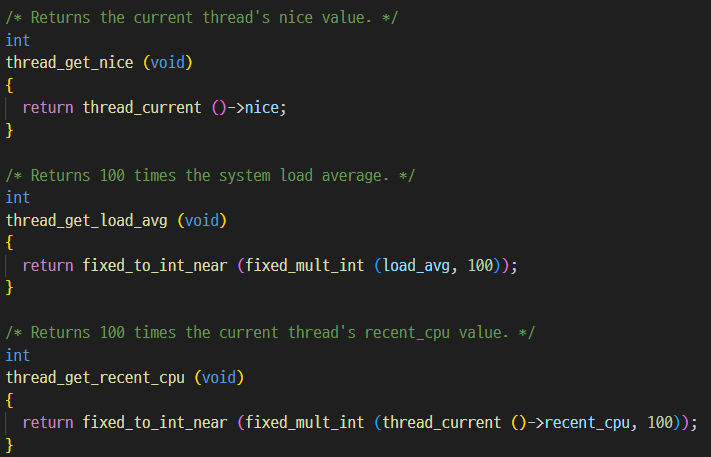 /* Returns the current thread's nice value. */
int
thread_get_nice (void)
{
  return thread_current ()->nice;
}

/* Returns 100 times the system load average. */
int
thread_get_load_avg (void)
{
  return fixed_to_int_near (fixed_mult_int (load_avg, 100));
}

/* Returns 100 times the current thread's recent_cpu value. */
int
thread_get_recent_cpu (void)
{
  return fixed_to_int_near (fixed_mult_int (thread_current ()->recent_cpu, 100));
}